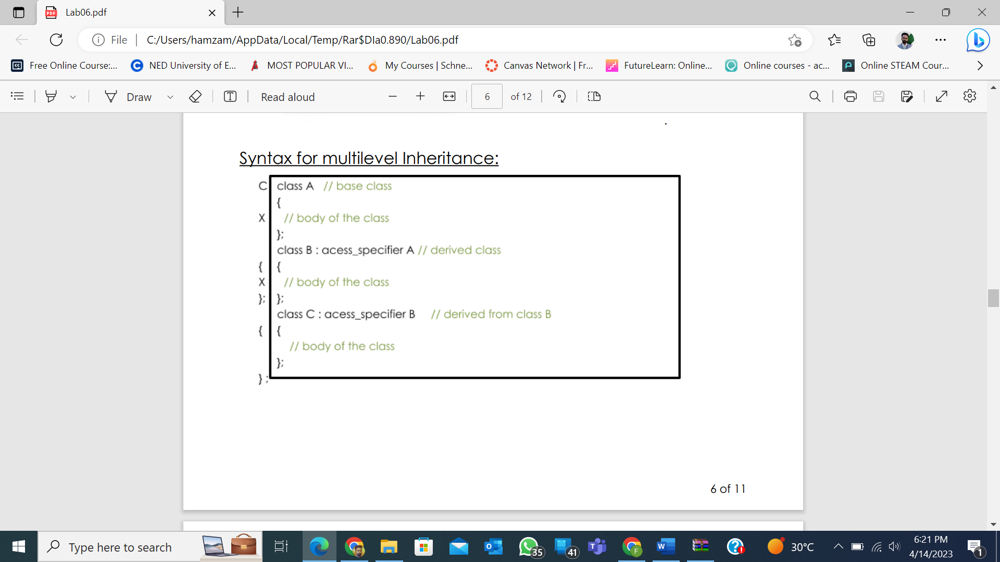 Lab06.pdf
File
C:/Users/hamzam/AppData/Local/Temp/Rar$DIa0.890/Lab06.pdf
Free Online Course:...
NED University of E...
MOST POPULAR VI...
My Courses | Schne...
Canvas Network | Fr...
FutureLearn: Online...
Online courses - ac...
Online STEAM Cour...
Draw
Read aloud
6
of 12
Syntax for multilevel Inheritance:
C class A // base class
{
X // body of the class
};
class B : acess_specifier A // derived class
{ {
X // body of the class
}; };
class C : acess_specifier B // derived from class B
{ {
// body of the class
};
} ;
6 of 11
Type here to search
35
41
30°C
6:21 PM
4/14/2023
1